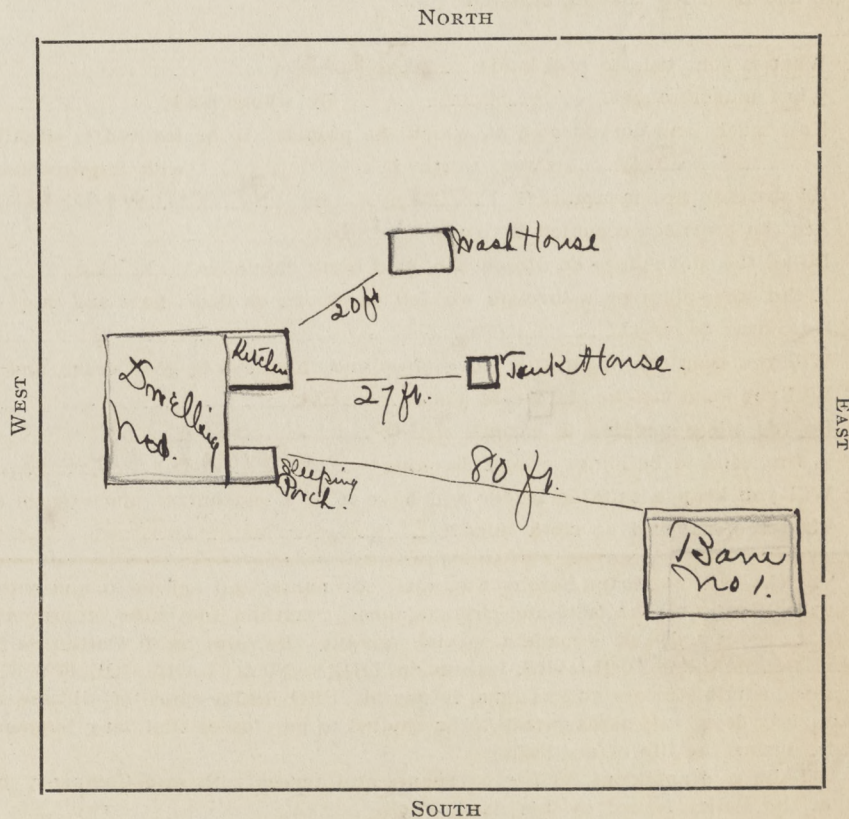 NORTH
Wash House
20 ft
Kitchen
Tank House.
27 ft.
Dwelling
No 1.
WEST
EAST
80 ft.
Sleeping
Porch.
Barn
No 1.
SOUTH